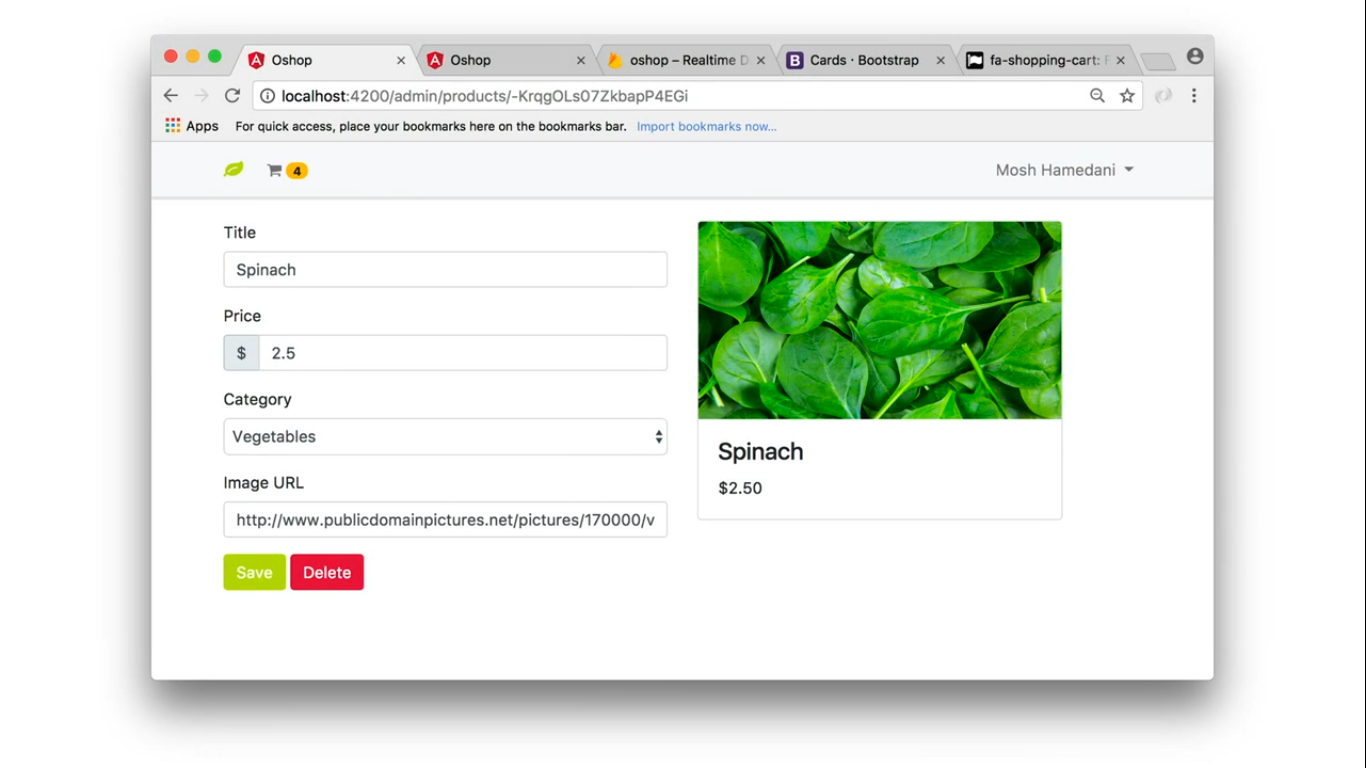 Oshop
Oshop
oshop – Realtime D
Cards · Bootstrap
fa-shopping-cart: F
localhost:4200/admin/products/-KrqgOLs07ZkbapP4EGi
Apps For quick access, place your bookmarks here on the bookmarks bar. Import bookmarks now...
4
Mosh Hamedani
Title
Spinach
Price
$ 2.5
Category
Vegetables
Image URL
http://www.publicdomainpictures.net/pictures/170000/v
Save Delete
Spinach
$2.50